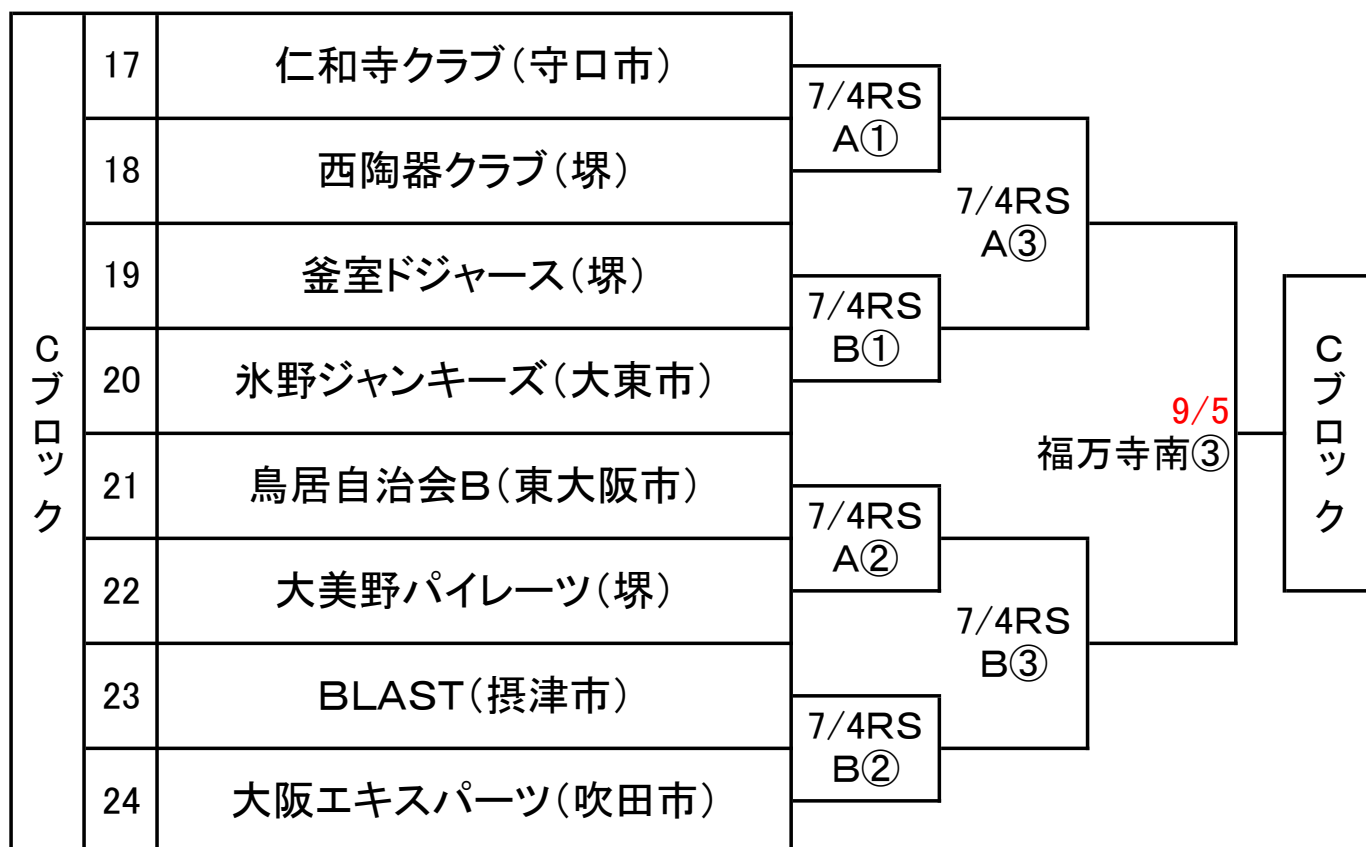 Cブロック
17 仁和寺クラブ(守口市)
18 西陶器クラブ(堺)
19 釜室ドジャース(堺)
20 氷野ジャンキーズ(大東市)
21 鳥居自治会B(東大阪市)
22 大美野パイレーツ(堺)
23 BLAST(摂津市)
24 大阪エキスパーツ(吹田市)
7/4RS
A①
7/4RS
B①
7/4RS
A②
7/4RS
B②
7/4RS
A③
7/4RS
B③
9/5
福万寺南③
Cブロック